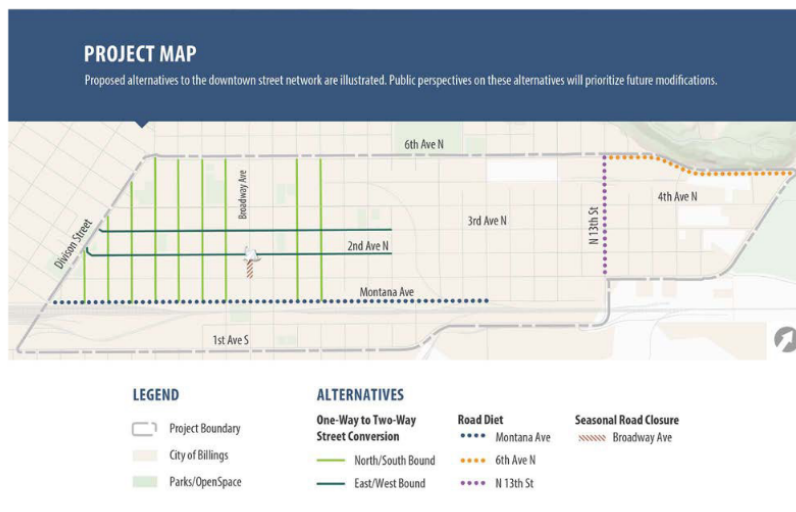 PROJECT MAP
Proposed alternatives to the downtown street network are illustrated. Public perspectives on these alternatives will prioritize future modifications.
6th Ave N
Broadway Ave
4th Ave N
3rd Ave N
N 13th St
Divison Street
2nd Ave N
Montana Ave
1st Ave S
LEGEND
Project Boundary
City of Billings
Parks/OpenSpace
ALTERNATIVES
One-Way to Two-Way
Street Conversion
North/South Bound
East/West Bound
Road Diet
Montana Ave
6th Ave N
N 13th St
Seasonal Road Closure
Broadway Ave